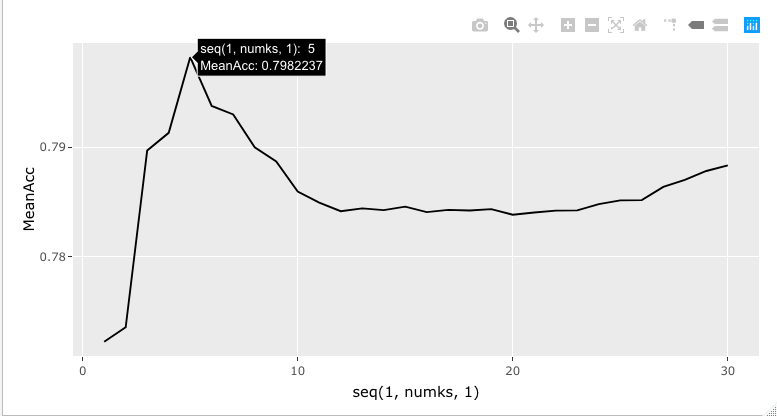 seq(1, numks, 1): 5
MeanAcc: 0.7982237
0.79
MeanAcc
0.78
0 10 20 30
seq(1, numks, 1)